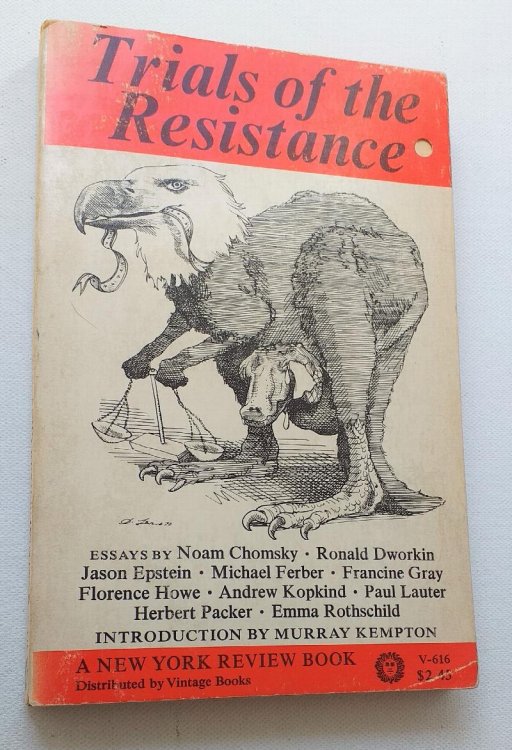 Trials of the
Resistance
ESSAYS BY Noam Chomsky · Ronald Dworkin
Jason Epstein · Michael Ferber · Francine Gray
Florence Howe · Andrew Kopkind · Paul Lauter
Herbert Packer · Emma Rothschild
INTRODUCTION BY MURRAY KEMPTON
A NEW YORK REVIEW BOOK
Distributed by Vintage Books
V-616
$2.45